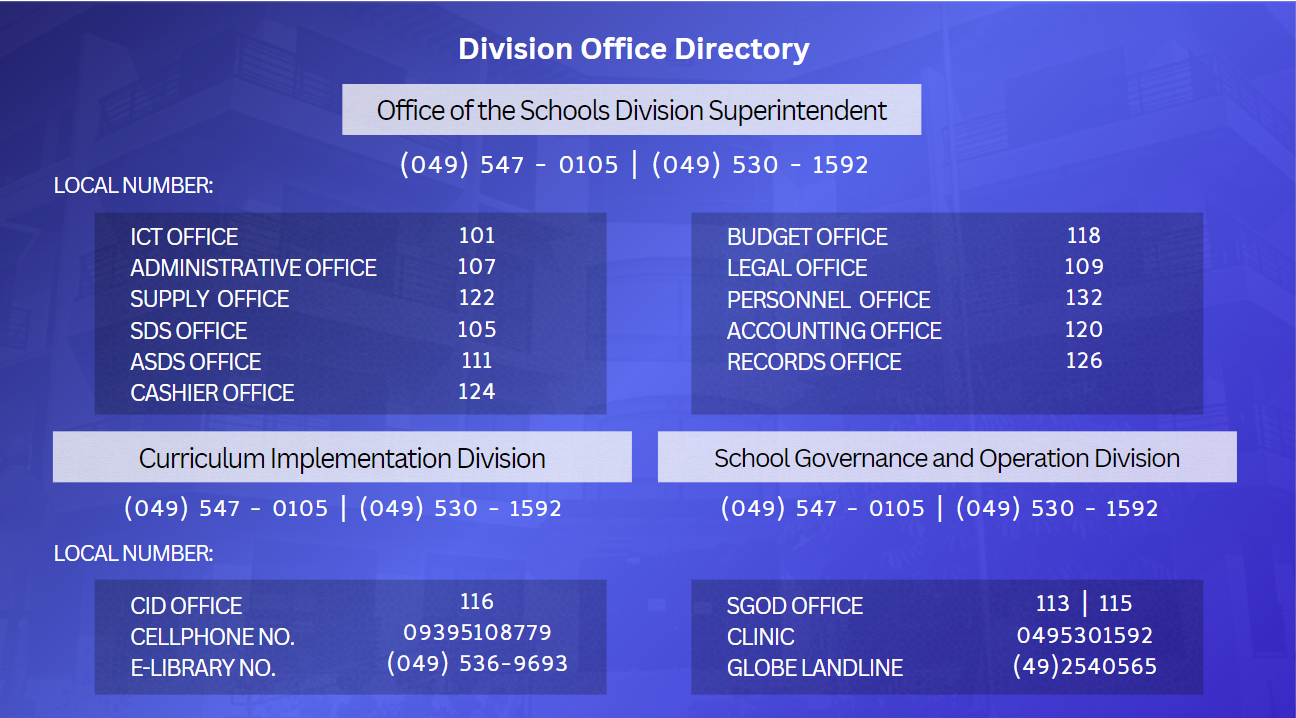 Division Office Directory
Office of the Schools Division Superintendent
(049) 547 - 0105 | (049) 530 - 1592
LOCAL NUMBER:
ICT OFFICE 101
ADMINISTRATIVE OFFICE 107
SUPPLY OFFICE 122
SDS OFFICE 105
ASDS OFFICE 111
CASHIER OFFICE 124
BUDGET OFFICE 118
LEGAL OFFICE 109
PERSONNEL OFFICE 132
ACCOUNTING OFFICE 120
RECORDS OFFICE 126
Curriculum Implementation Division
(049) 547 - 0105 | (049) 530 - 1592
LOCAL NUMBER:
CID OFFICE 116
CELLPHONE NO. 09395108779
E-LIBRARY NO. (049) 536-9693
School Governance and Operation Division
(049) 547 - 0105 | (049) 530 - 1592
SGOD OFFICE 113 | 115
CLINIC 0495301592
GLOBE LANDLINE (49)2540565